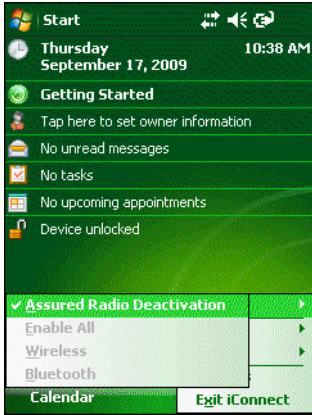 Start
Thursday 10:38 AM
September 17, 2009
Getting Started
Tap here to set owner information
No unread messages
No tasks
No upcoming appointments
Device unlocked
Assured Radio Deactivation
Enable All
Wireless
Bluetooth
Calendar
Exit iConnect